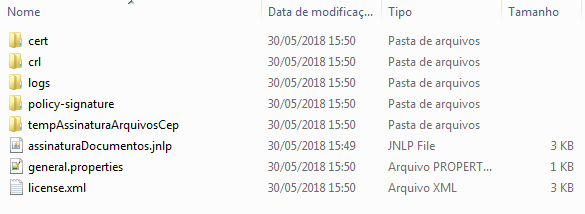 Nome Data de modificaç... Tipo Tamanho
cert 30/05/2018 15:50 Pasta de arquivos
crl 30/05/2018 15:50 Pasta de arquivos
logs 30/05/2018 15:50 Pasta de arquivos
policy-signature 30/05/2018 15:50 Pasta de arquivos
tempAssinaturaArquivosCep 30/05/2018 15:50 Pasta de arquivos
assinaturaDocumentos.jnlp 30/05/2018 15:49 JNLP File 3 KB
general.properties 30/05/2018 15:50 Arquivo PROPERT... 1 KB
license.xml 30/05/2018 15:50 Arquivo XML 3 KB